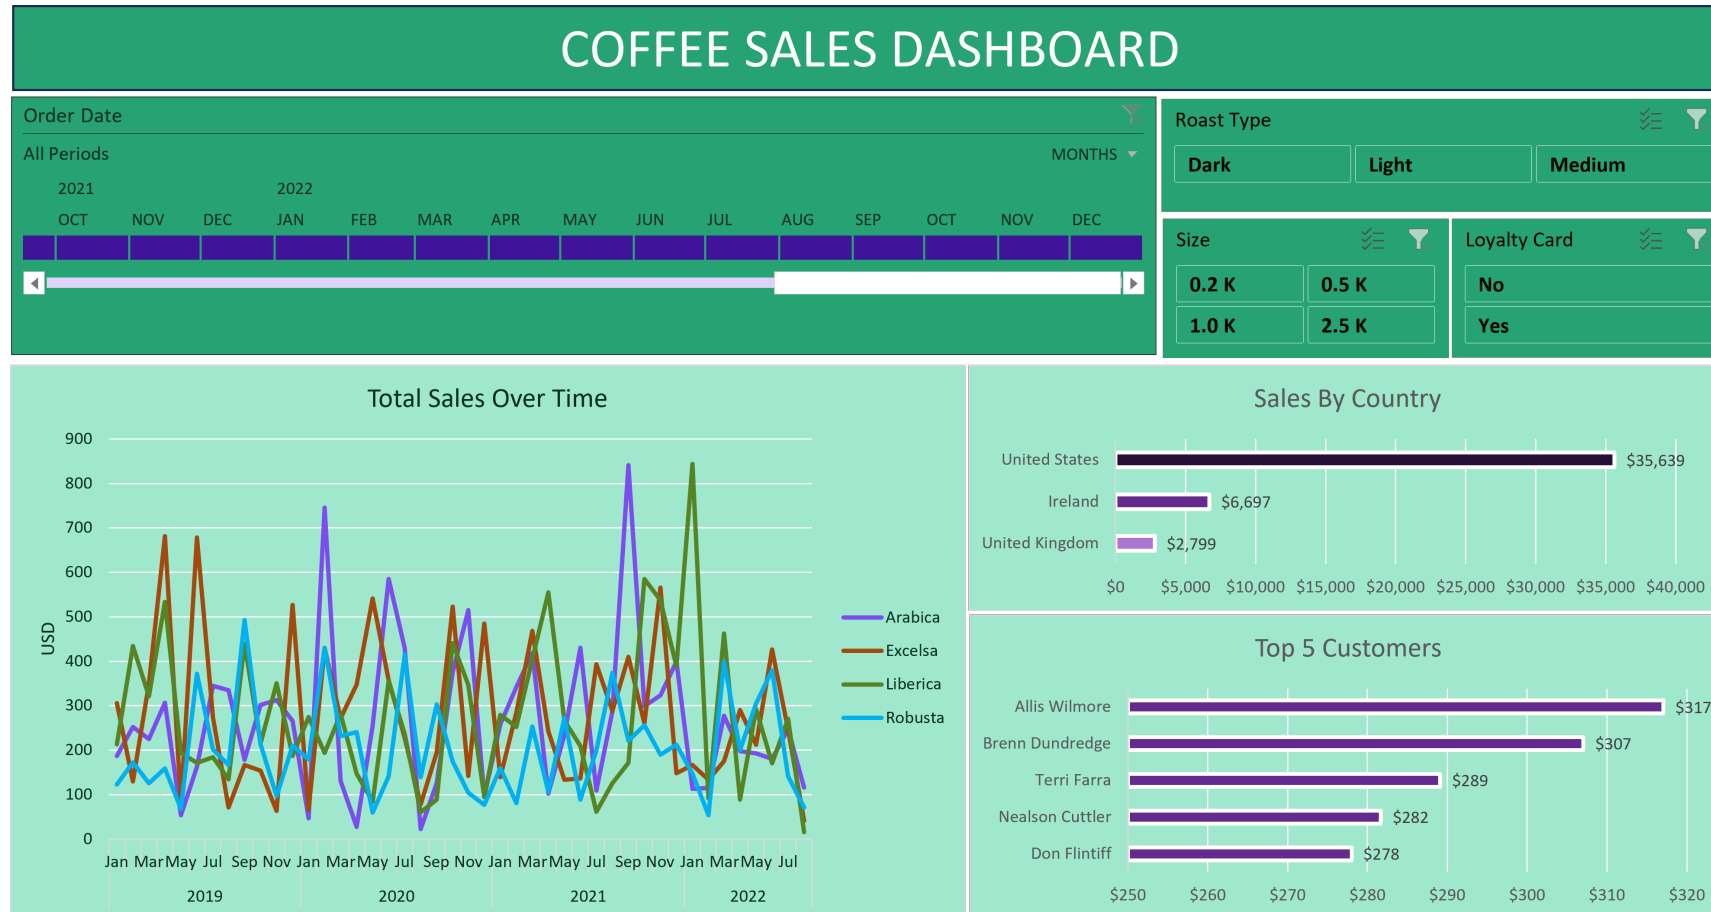 COFFEE SALES DASHBOARD
Order Date
All Periods
MONTHS
2021 2022
OCT NOV DEC JAN FEB MAR APR MAY JUN JUL AUG SEP OCT NOV DEC
Roast Type
Dark Light Medium
Size
0.2 K 0.5 K
1.0 K 2.5 K
Loyalty Card
No
Yes
Total Sales Over Time
900
800
700
600
500
400
300
200
100
0
USD
Jan Mar May Jul Sep Nov Jan Mar May Jul Sep Nov Jan Mar May Jul Sep Nov Jan Mar May Jul
2019 2020 2021 2022
Arabica
Excelsa
Liberica
Robusta
Sales By Country
United States $35,639
Ireland $6,697
United Kingdom $2,799
$0 $5,000 $10,000 $15,000 $20,000 $25,000 $30,000 $35,000 $40,000
Top 5 Customers
Allis Wilmore $317
Brenn Dundredge $307
Terri Farra $289
Nealson Cuttler $282
Don Flintiff $278
$250 $260 $270 $280 $290 $300 $310 $320